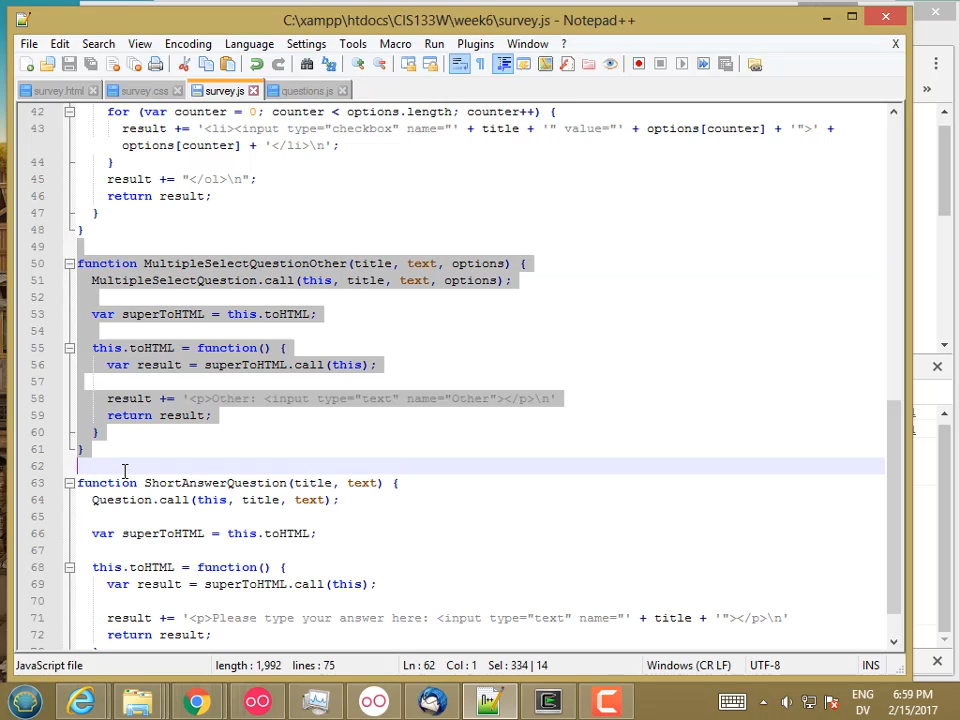 C:\xampp\htdocs\CIS133W\week6\survey.js - Notepad++
File Edit Search View Encoding Language Settings Tools Macro Run Plugins Window ? X
survey.html survey.css survey.js questions.js
42 for (var counter = 0; counter < options.length; counter++) {
43 result += '<li><input type="checkbox" name="' + title + '" value="' + options[counter] + '">' +
options[counter] + '</li>\n';
44 }
45 result += "</ol>\n";
46 return result;
47 }
48 }
49
50 function MultipleSelectQuestionOther(title, text, options) {
51 MultipleSelectQuestion.call(this, title, text, options);
52
53 var superToHTML = this.toHTML;
54
55 this.toHTML = function() {
56 var result = superToHTML.call(this);
57
58 result += '<p>Other: <input type="text" name="Other"></p>\n'
59 return result;
60 }
61 }
62
63 function ShortAnswerQuestion(title, text) {
64 Question.call(this, title, text);
65
66 var superToHTML = this.toHTML;
67
68 this.toHTML = function() {
69 var result = superToHTML.call(this);
70
71 result += '<p>Please type your answer here: <input type="text" name="' + title + '"></p>\n'
72 return result;
JavaScript file length : 1,992 lines : 75 Ln : 62 Col : 1 Sel : 334 | 14 Windows (CR LF) UTF-8 INS
ENG 6:59 PM
DV 2/15/2017